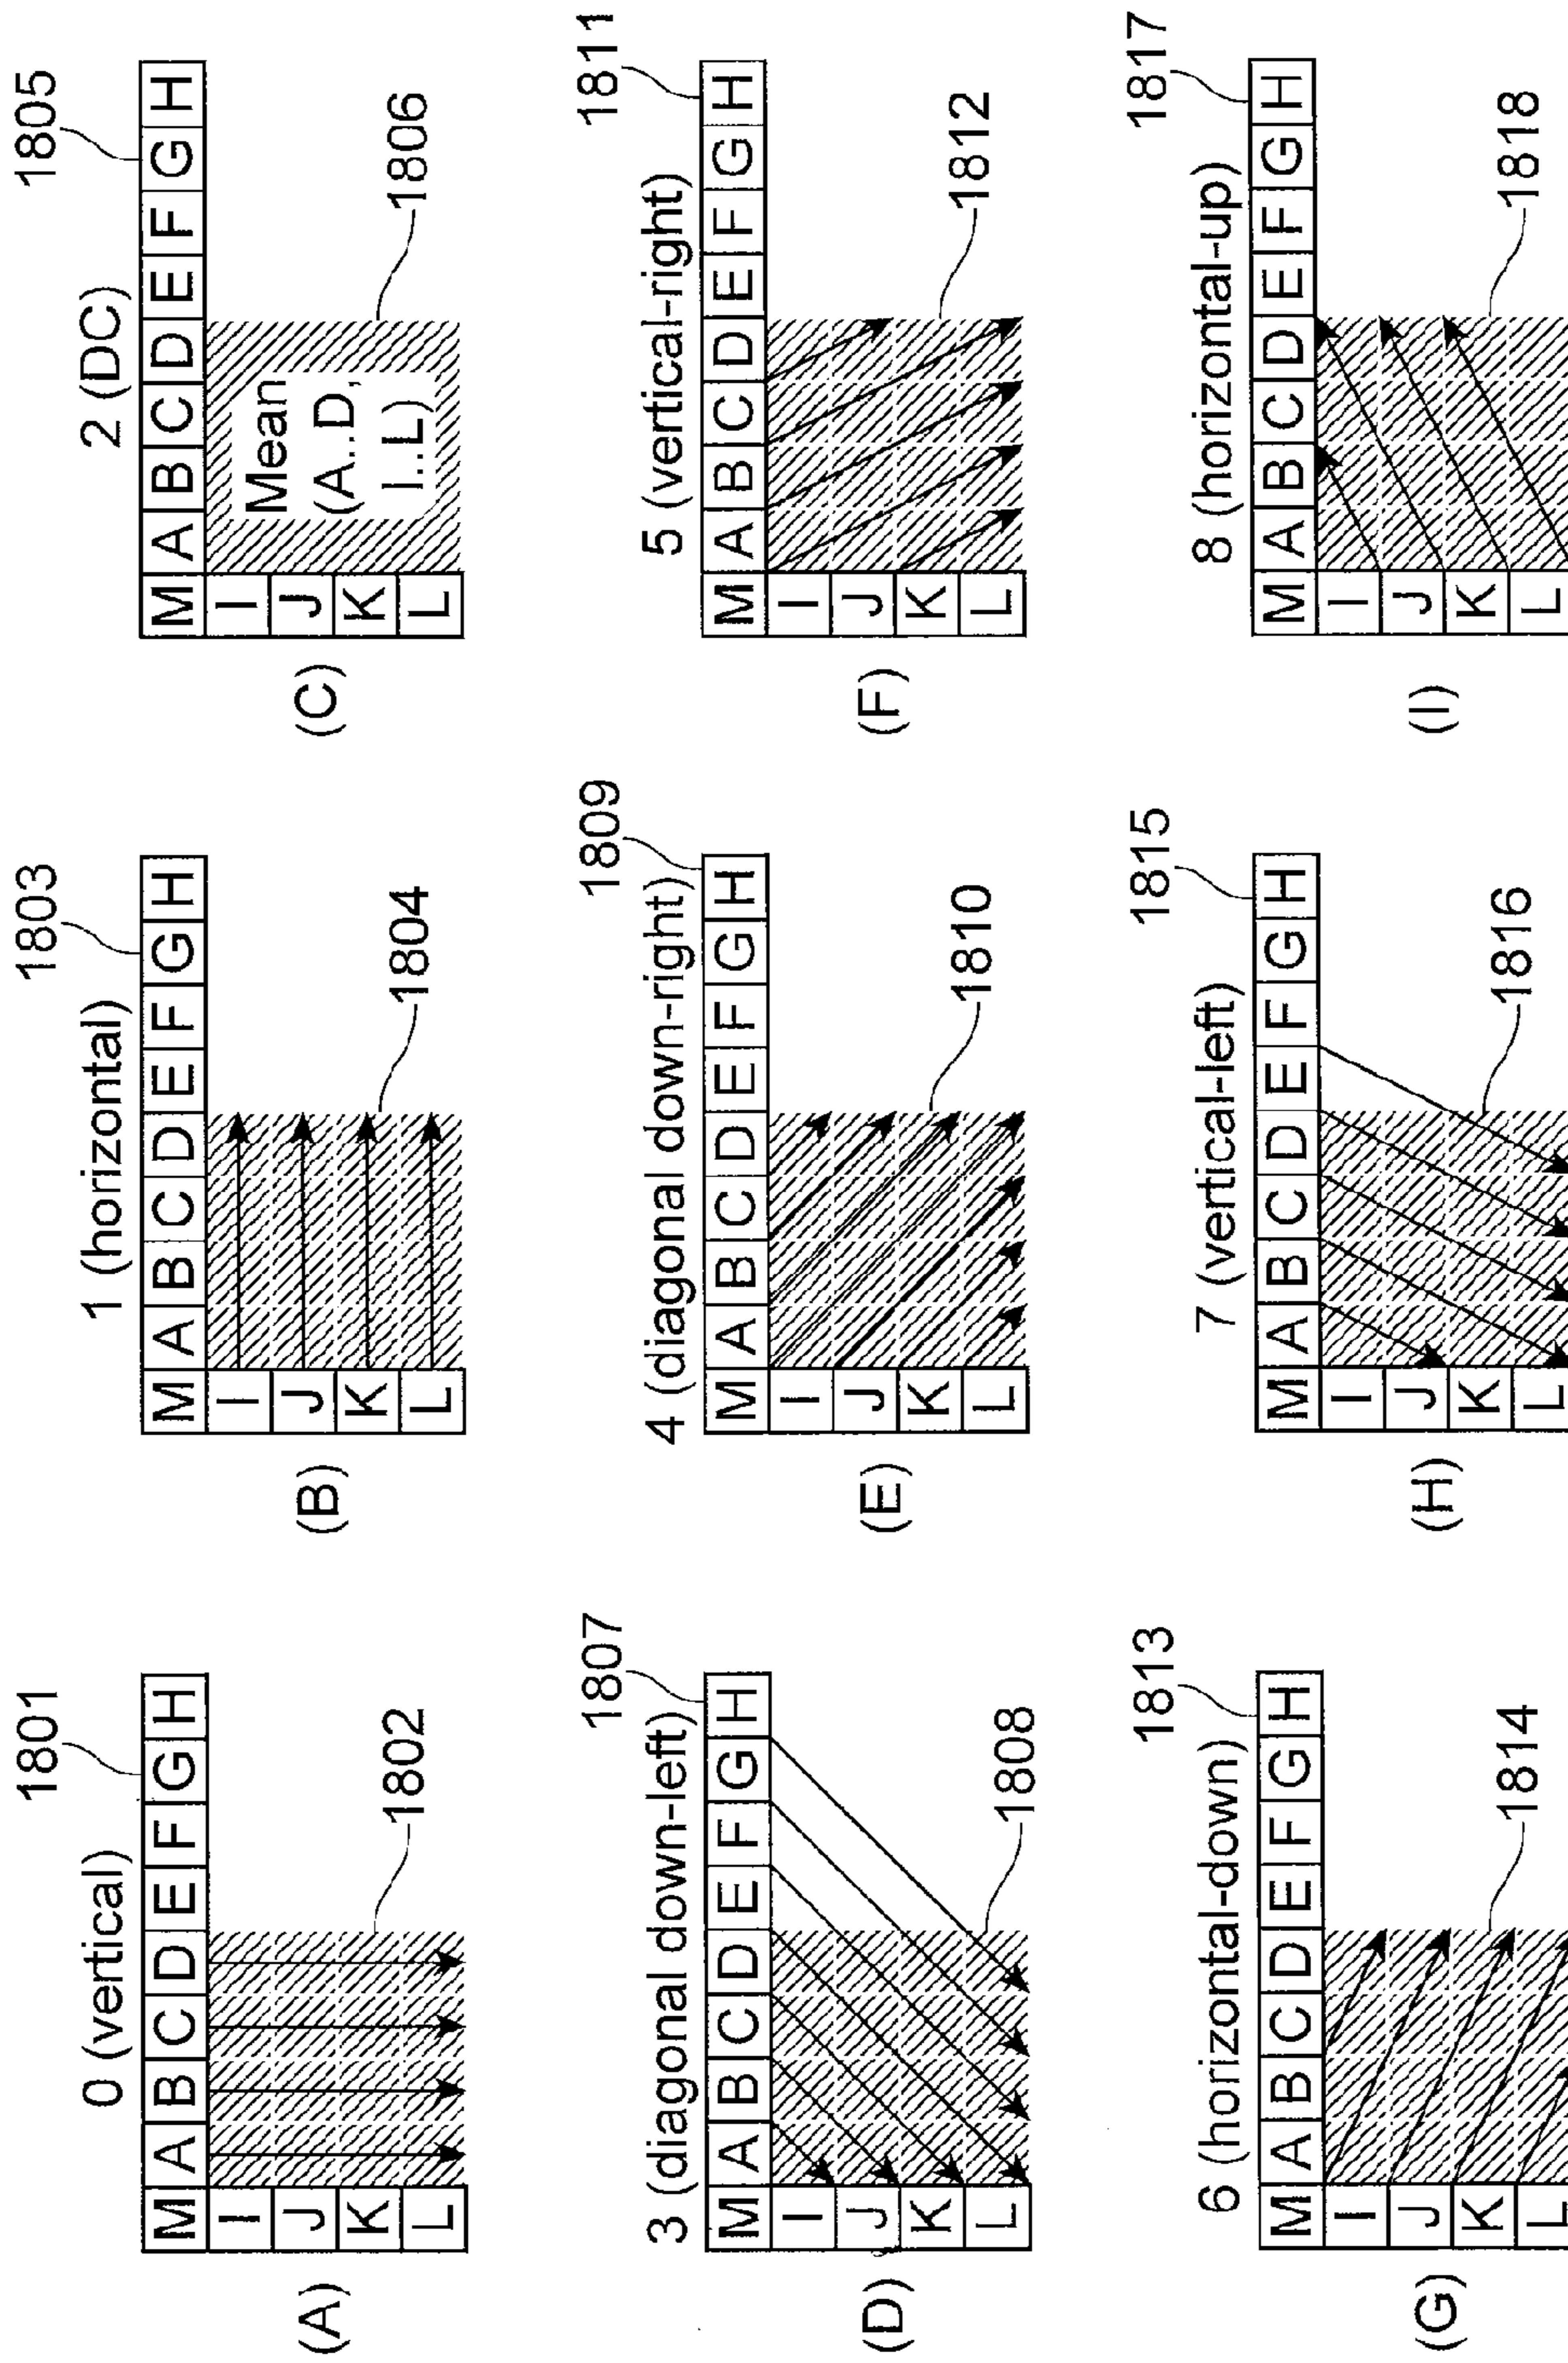 0 (vertical)
1801
M A B C D E F G H
I
J
K
L
1802
(A)
1 (horizontal)
1803
M A B C D E F G H
I
J
K
L
1804
(B)
2 (DC)
1805
M A B C D E F G H
I
J
K
L
Mean
(A..D,
I..L)
1806
(C)
3 (diagonal down-left)
1807
M A B C D E F G H
I
J
K
L
1808
(D)
4 (diagonal down-right)
1809
M A B C D E F G H
I
J
K
L
1810
(E)
5 (vertical-right)
1811
M A B C D E F G H
I
J
K
L
1812
(F)
6 (horizontal-down)
1813
M A B C D E F G H
I
J
K
L
1814
(G)
7 (vertical-left)
1815
M A B C D E F G H
I
J
K
L
1816
(H)
8 (horizontal-up)
1817
M A B C D E F G H
I
J
K
L
1818
(I)